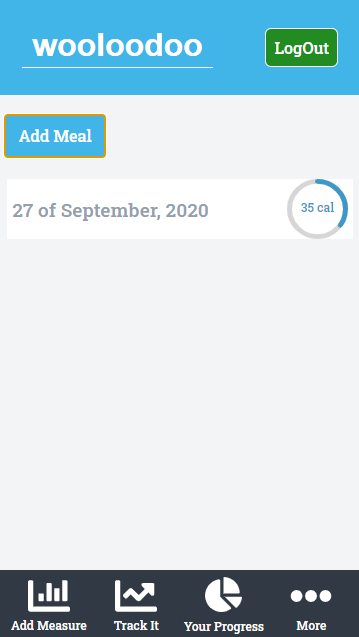 wooloodoo
LogOut
Add Meal
27 of September, 2020
35 cal
Add Measure
Track It
Your Progress
More